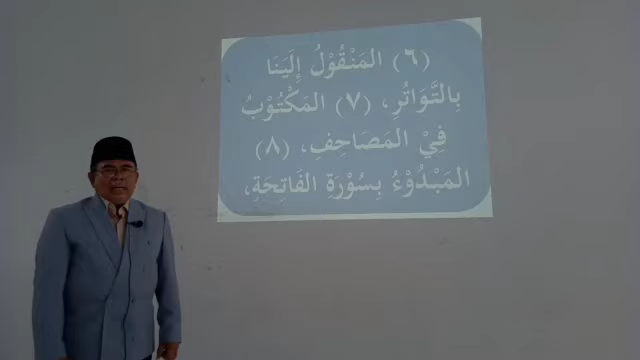 (٦) المَنْقُوْلُ إِلَيْنَا
بِالتَّوَاتُرِ، (٧) المَكْتُوْبُ
فِيْ المَصَاحِفِ، (٨)
المَبْدُوْءُ بِسُوْرَةِ الفَاتِحَةِ،